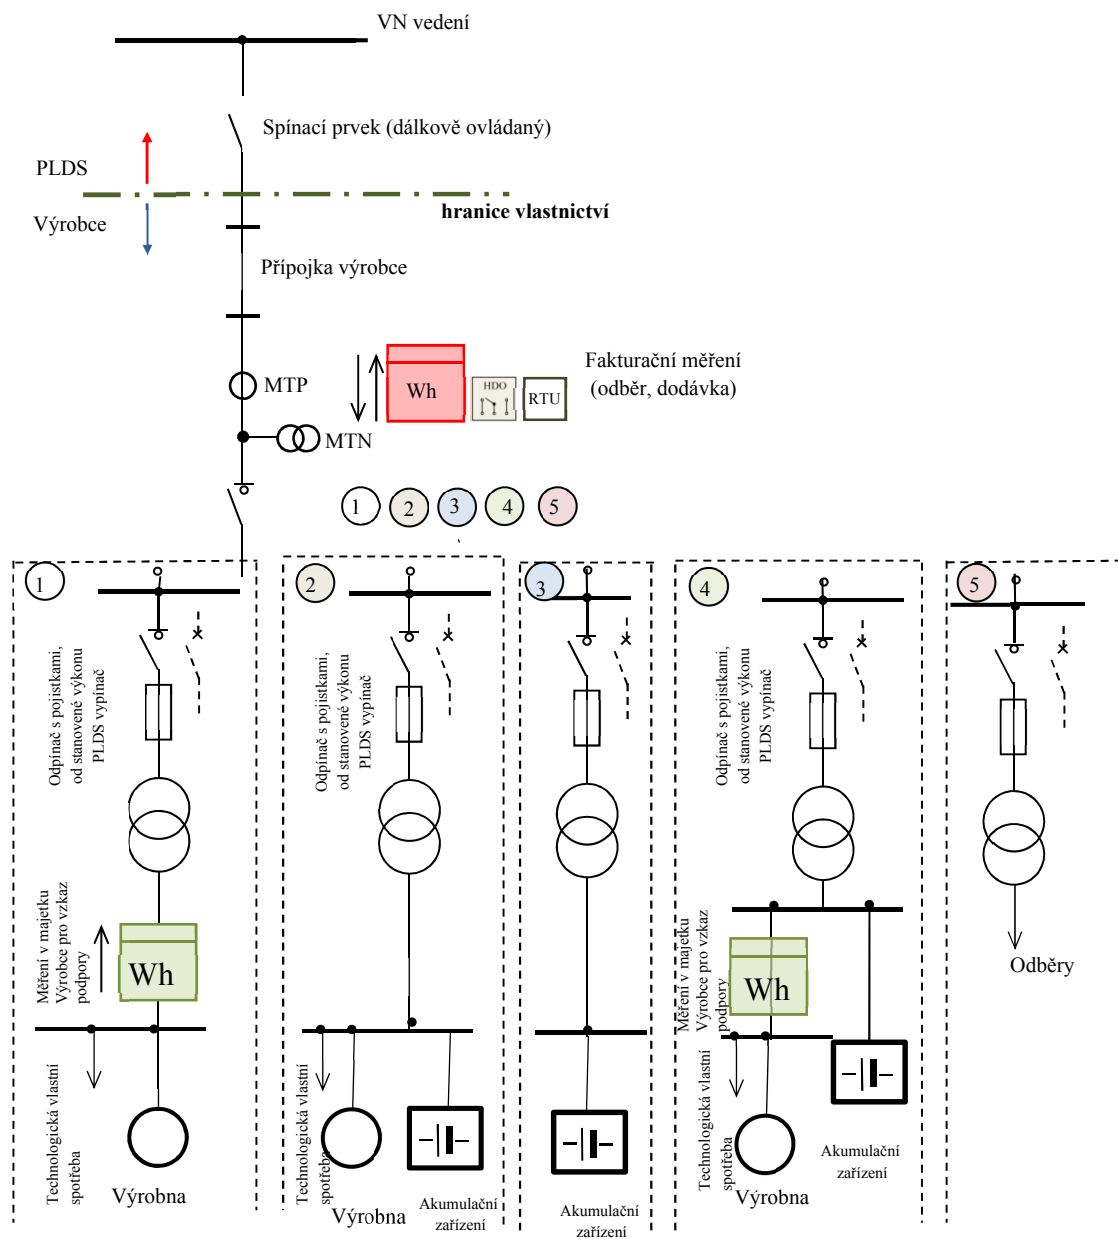 VN vedení
Spínací prvek (dálkově ovládaný)
PLDS
hranice vlastnictví
Výrobce
Přípojka výrobce
Fakturační měření
(odběr, dodávka)
MTP
Wh
HDO
RTU
MTN
1
2
3
4
5
1
Odpínač s pojistkami,
od stanovené výkonu
PLDS vypínač
Měření v majetku
Výrobce pro vzkaz
podpory
Wh
Technologická vlastní
spotřeba
Výrobna
2
Odpínač s pojistkami,
od stanovené výkonu
PLDS vypínač
Technologická vlastní
spotřeba
Výrobna
Akumulační
zařízení
3
Akumulační
zařízení
4
Odpínač s pojistkami,
od stanovené výkonu
PLDS vypínač
Měření v majetku
Výrobce pro vzkaz
podpory
Wh
Technologická vlastní
spotřeba
Výrobna
Akumulační
zařízení
5
Odběry